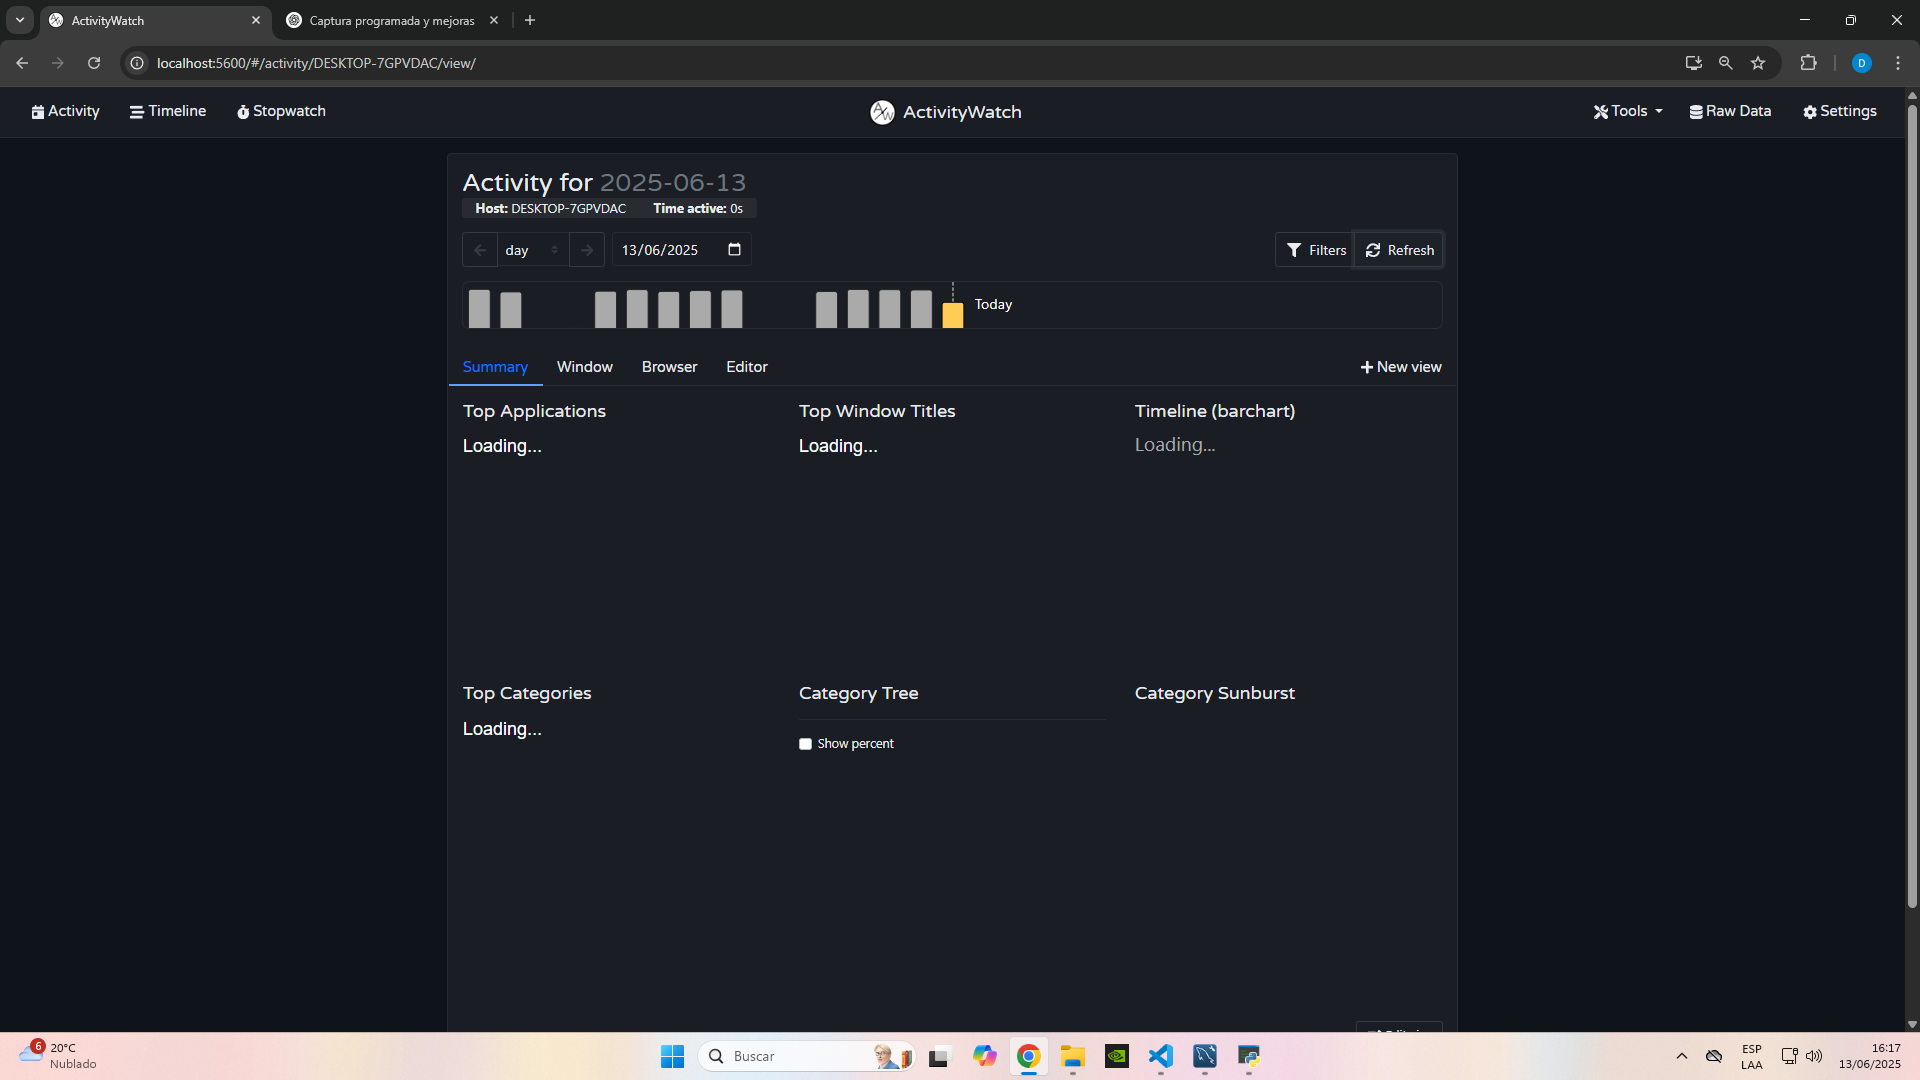 ActivityWatch
Captura programada y mejoras
localhost:5600/#/activity/DESKTOP-7GPVDAC/view/
D
Activity
Timeline
Stopwatch
ActivityWatch
Tools
Raw Data
Settings
Activity for 2025-06-13
Host: DESKTOP-7GPVDAC Time active: 0s
day
13/06/2025
Filters
Refresh
Today
Summary
Window
Browser
Editor
New view
Top Applications
Loading...
Top Window Titles
Loading...
Timeline (barchart)
Loading...
Top Categories
Loading...
Category Tree
Show percent
Category Sunburst
6
20°C
Nublado
Buscar
ESP
LAA
16:17
13/06/2025